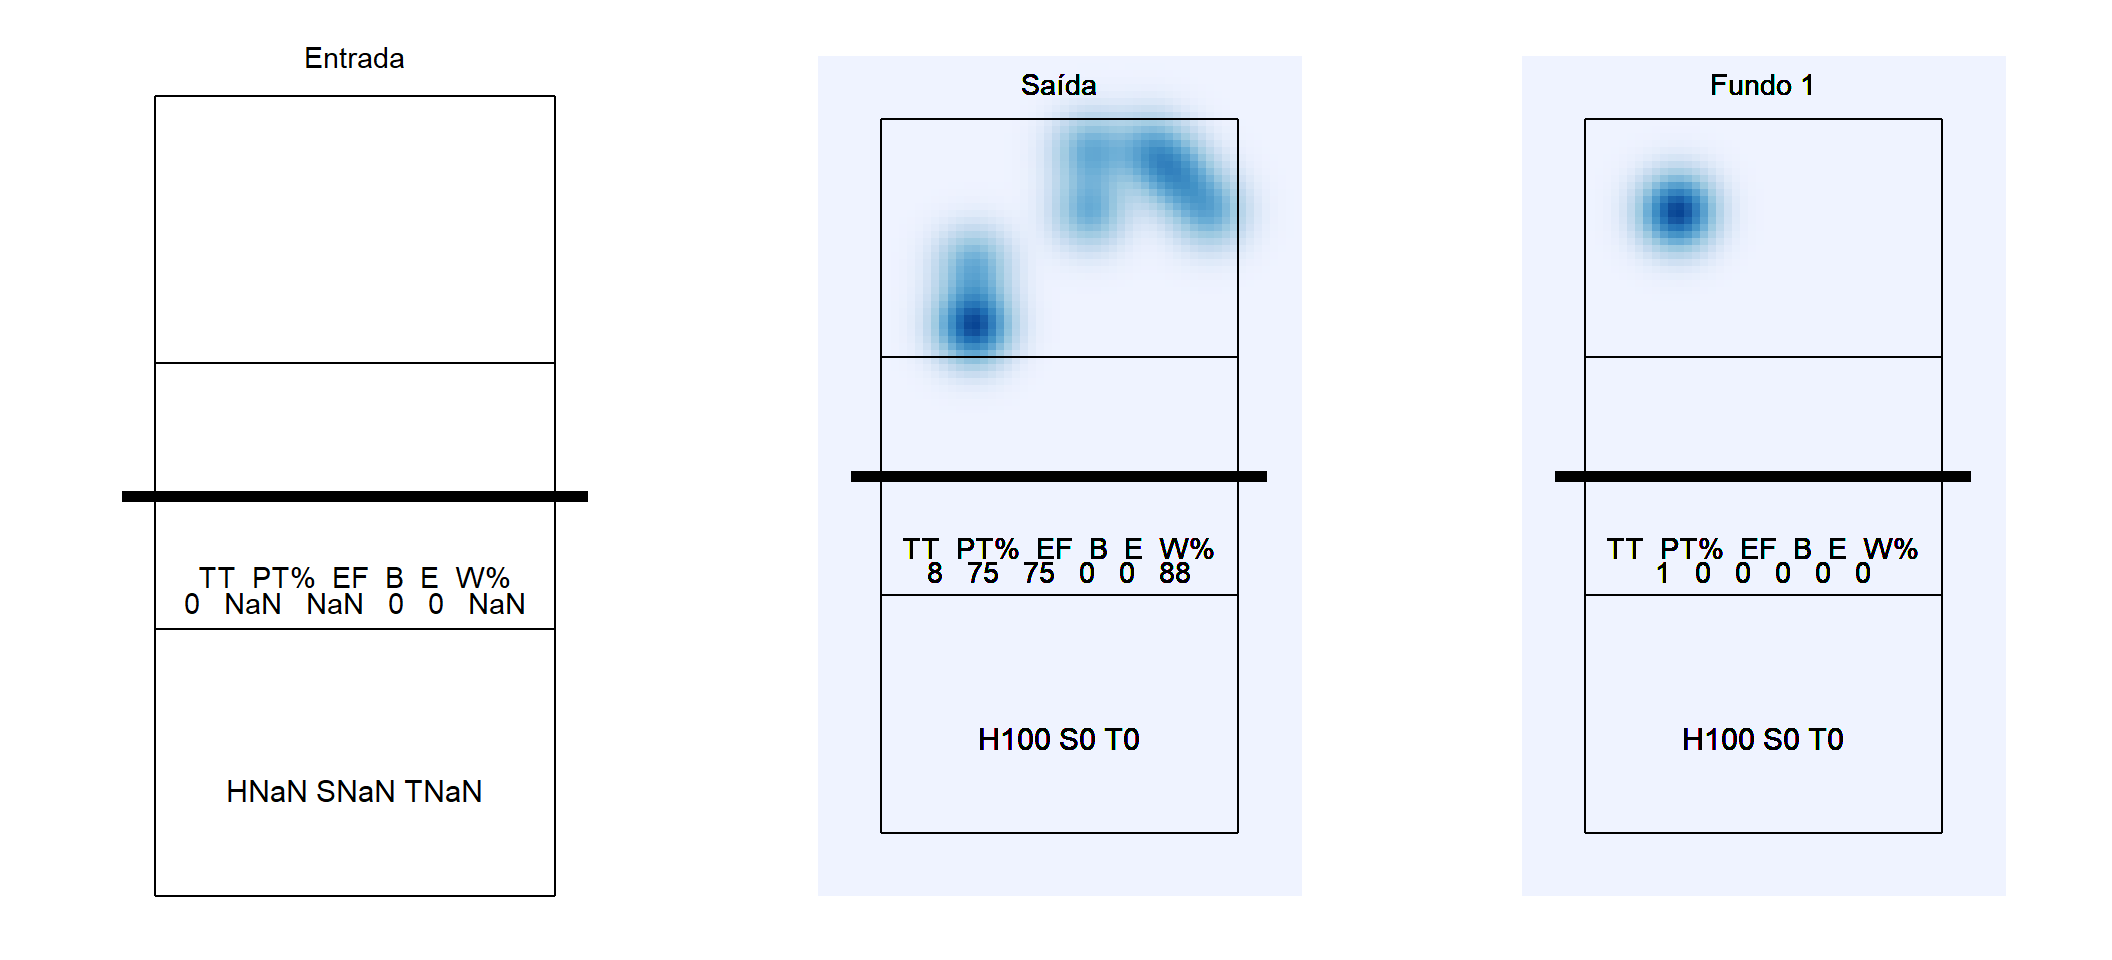 Entrada
TT PT% EF B E W%
0 NaN NaN 0 0 NaN
HNaN SNaN TNaN
Saída
TT PT% EF B E W%
8 75 75 0 0 88
H100 S0 T0
Fundo 1
TT PT% EF B E W%
1 0 0 0 0 0
H100 S0 T0